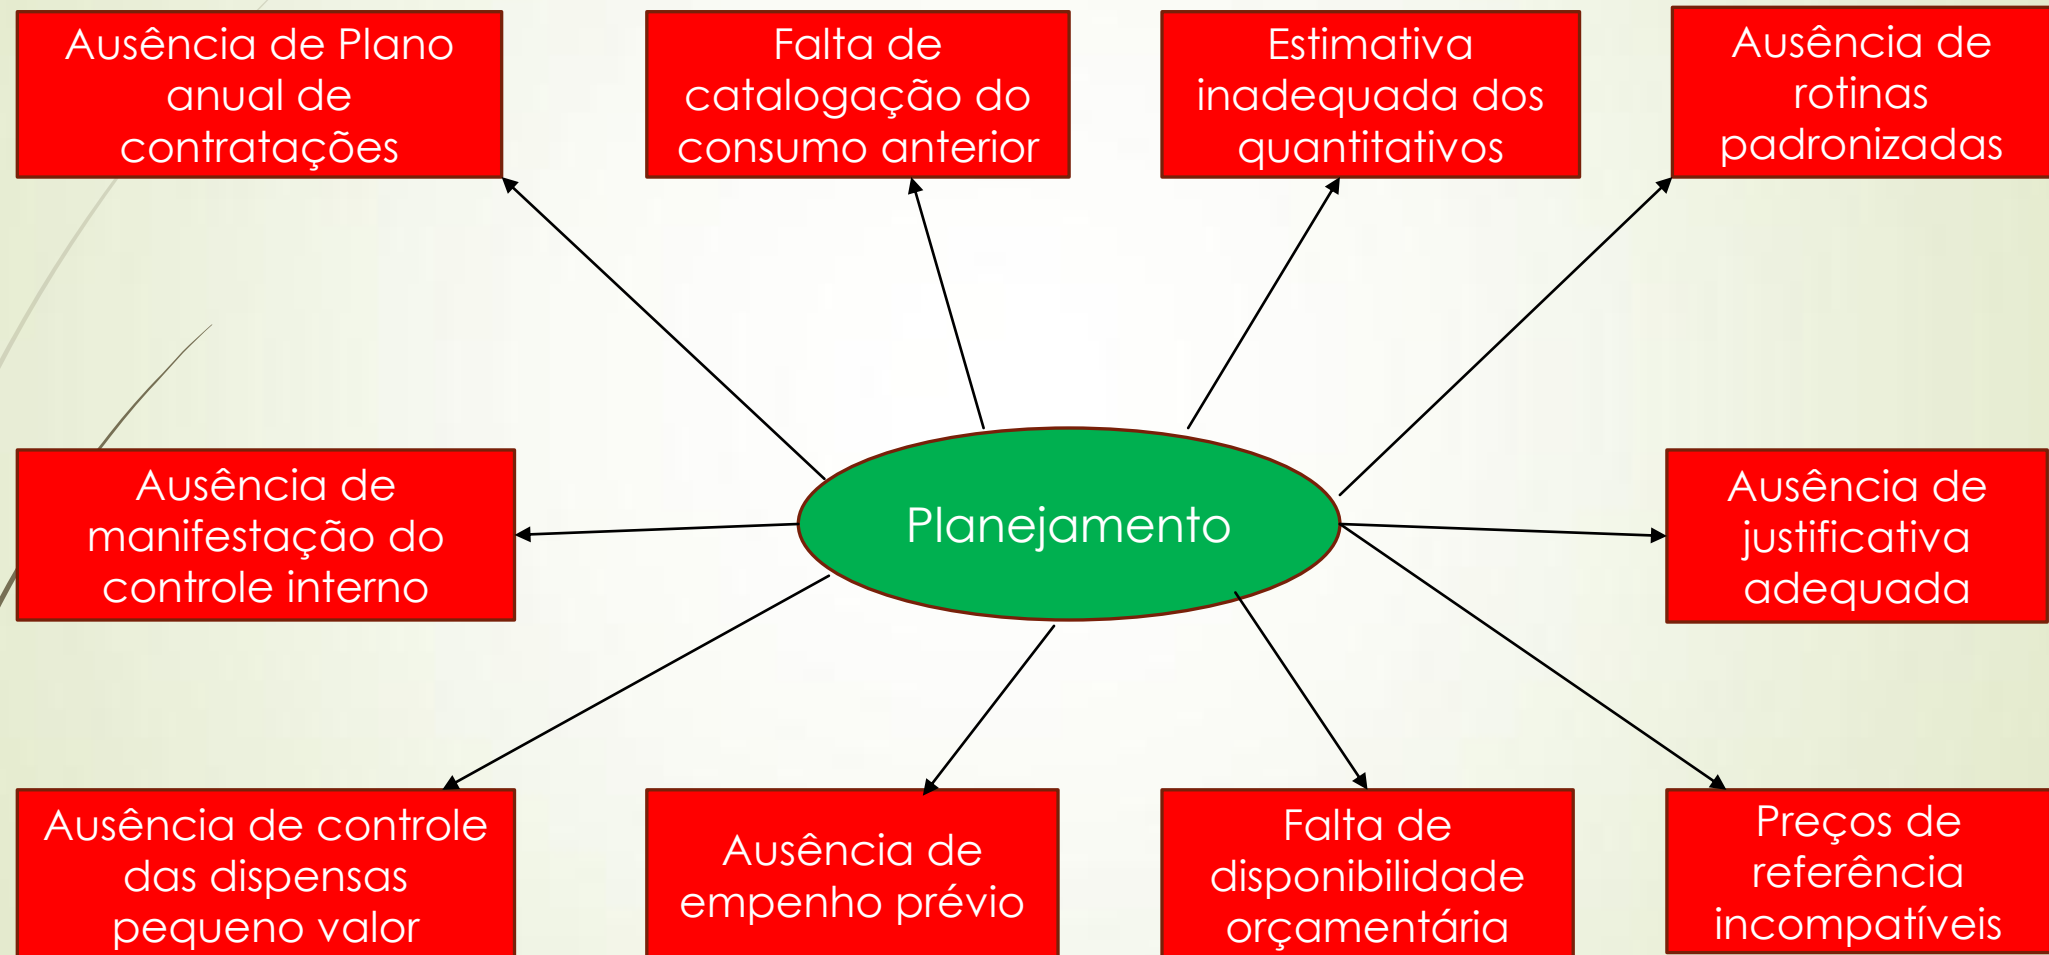 Ausência de Plano
anual de
contratações
Falta de
catalogação do
consumo anterior
Estimativa
inadequada dos
quantitativos
Ausência de
rotinas
padronizadas
Ausência de
manifestação do
controle interno
Planejamento
Ausência de
justificativa
adequada
Ausência de controle
das dispensas
pequeno valor
Ausência de
empenho prévio
Falta de
disponibilidade
orçamentária
Preços de
referência
incompatíveis